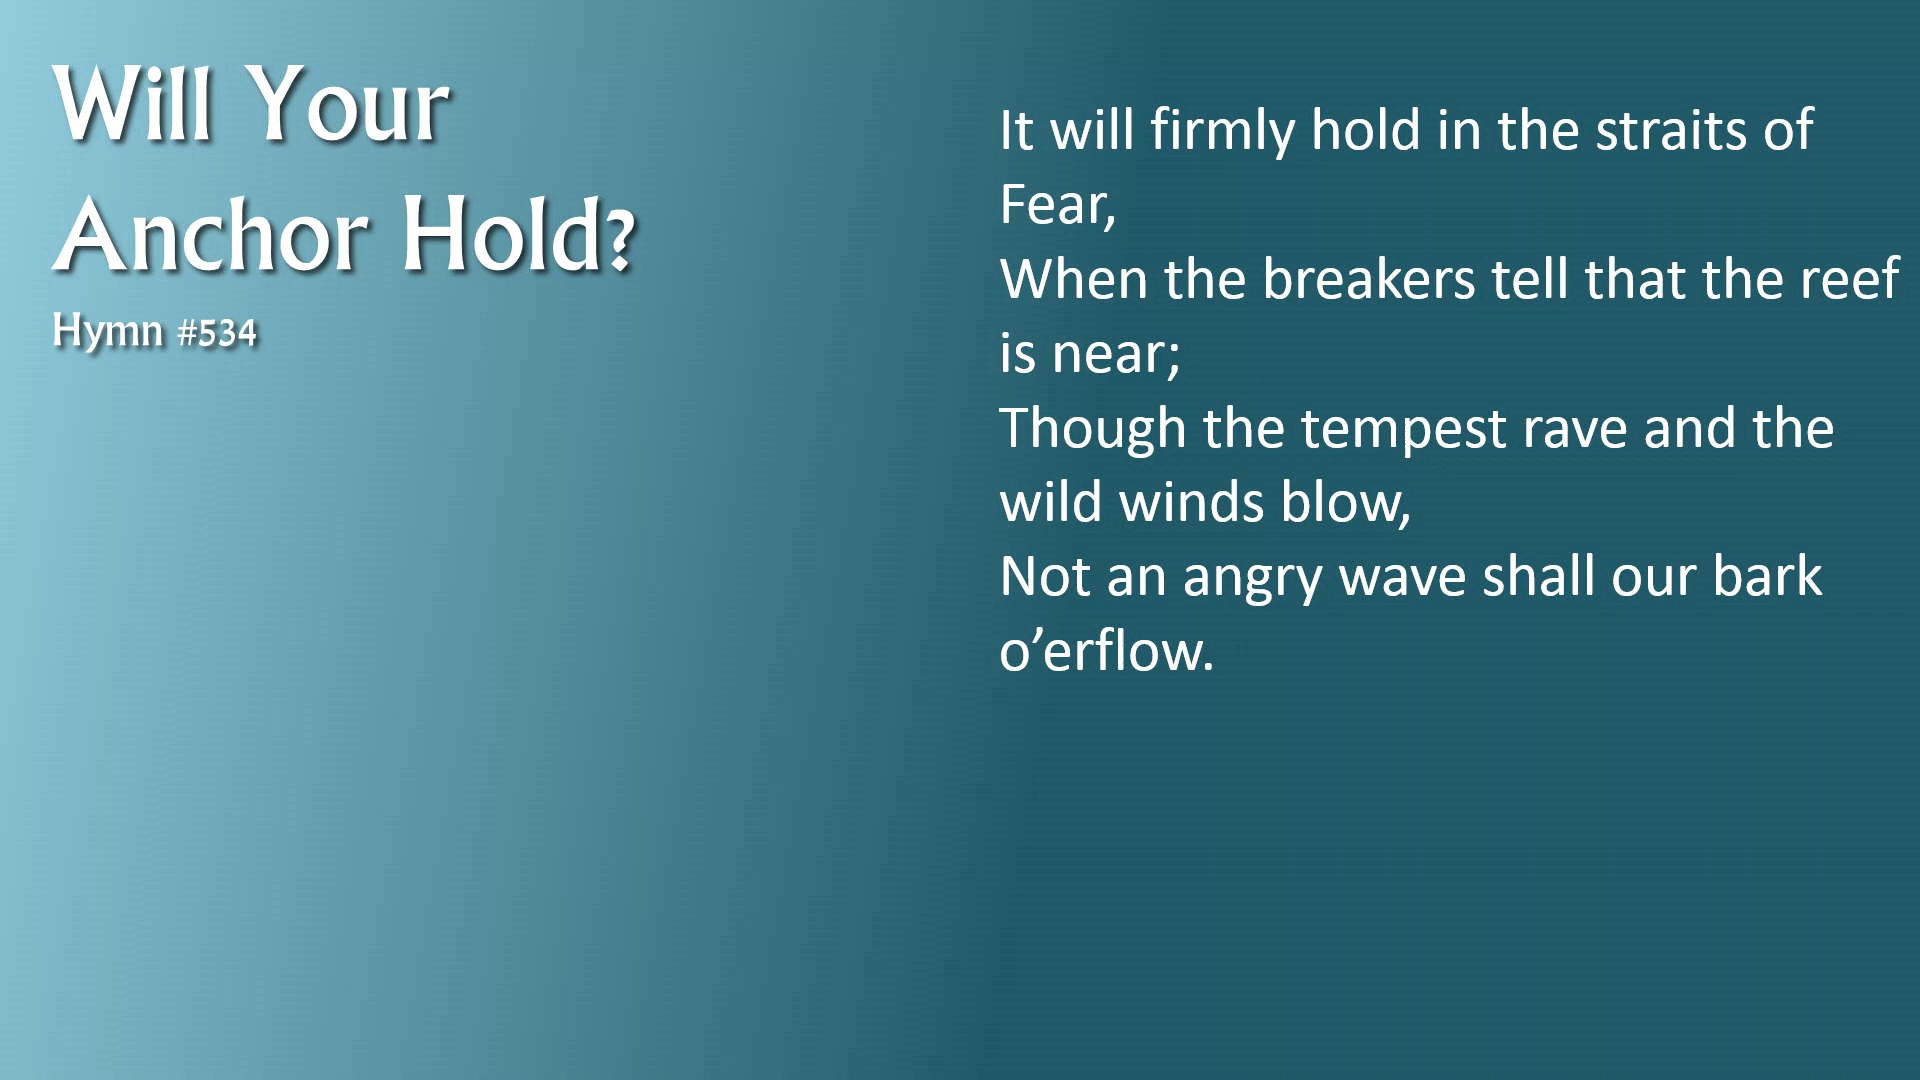 Will Your
Anchor Hold?
Hymn #534
It will firmly hold in the straits of
Fear,
When the breakers tell that the reef
is near;
Though the tempest rave and the
wild winds blow,
Not an angry wave shall our bark
o’erflow.